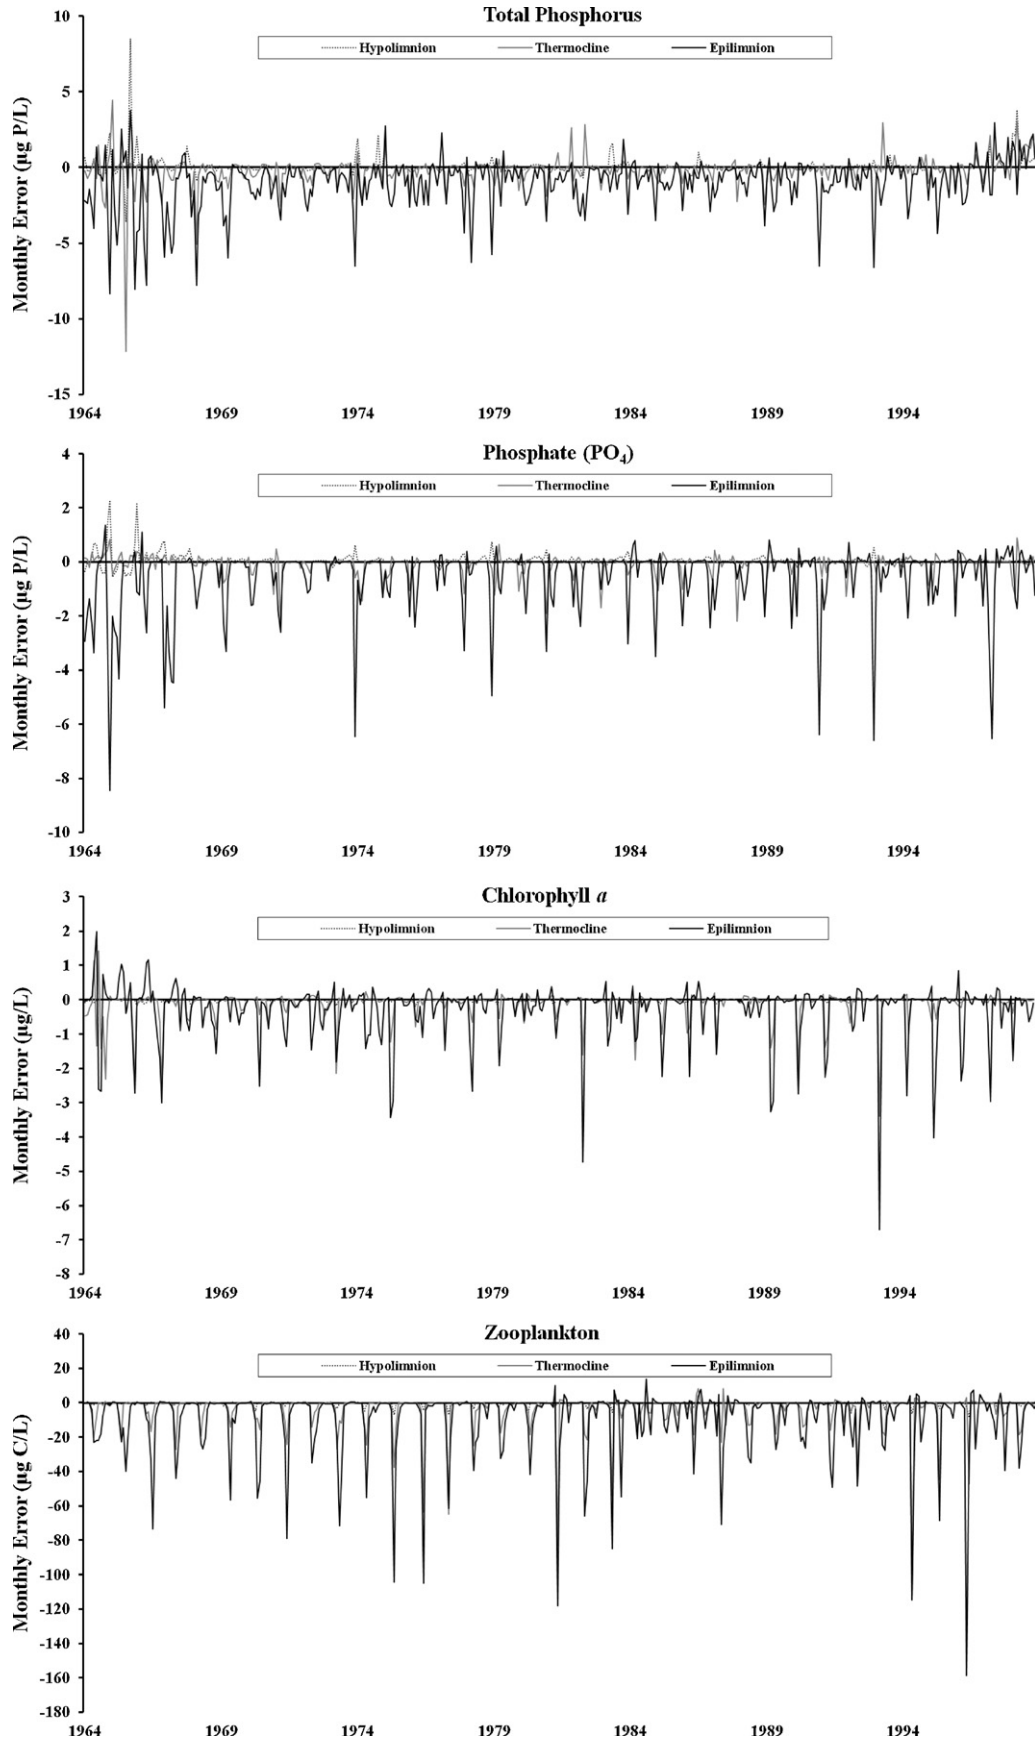 Total Phosphorus
Hypolimnion Thermocline Epilimnion
Monthly Error (µg P/L)
10
5
0
-5
-10
-15
1964 1969 1974 1979 1984 1989 1994
Phosphate (PO₄)
Hypolimnion Thermocline Epilimnion
Monthly Error (µg P/L)
4
2
0
-2
-4
-6
-8
-10
1964 1969 1974 1979 1984 1989 1994
Chlorophyll a
Hypolimnion Thermocline Epilimnion
Monthly Error (µg/L)
3
2
1
0
-1
-2
-3
-4
-5
-6
-7
-8
1964 1969 1974 1979 1984 1989 1994
Zooplankton
Hypolimnion Thermocline Epilimnion
Monthly Error (µg C/L)
40
20
0
-20
-40
-60
-80
-100
-120
-140
-160
-180
1964 1969 1974 1979 1984 1989 1994